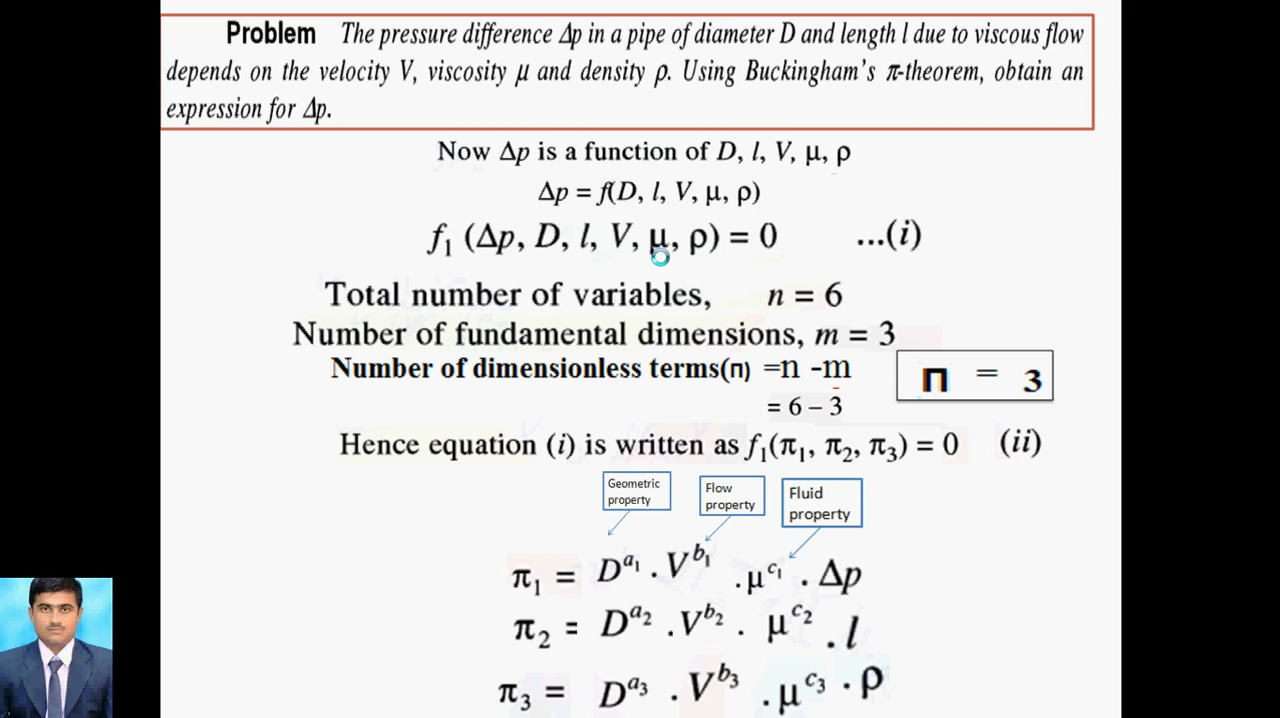 Problem The pressure difference Δp in a pipe of diameter D and length l due to viscous flow
depends on the velocity V, viscosity μ and density ρ. Using Buckingham's π-theorem, obtain an
expression for Δp.
Now Δp is a function of D, l, V, μ, ρ
Δp = f(D, l, V, μ, ρ)
f₁ (Δp, D, l, V, μ, ρ) = 0 ...(i)
Total number of variables, n = 6
Number of fundamental dimensions, m = 3
Number of dimensionless terms(п) =n -m
п = 3
= 6 – 3
Hence equation (i) is written as f₁(π₁, π₂, π₃) = 0 (ii)
Geometric
property
Flow
property
Fluid
property
π₁ = D^a₁ . V^b₁ . μ^c₁ . Δp
π₂ = D^a₂ . V^b₂ . μ^c₂ . l
π₃ = D^a₃ . V^b₃ . μ^c₃ . ρ